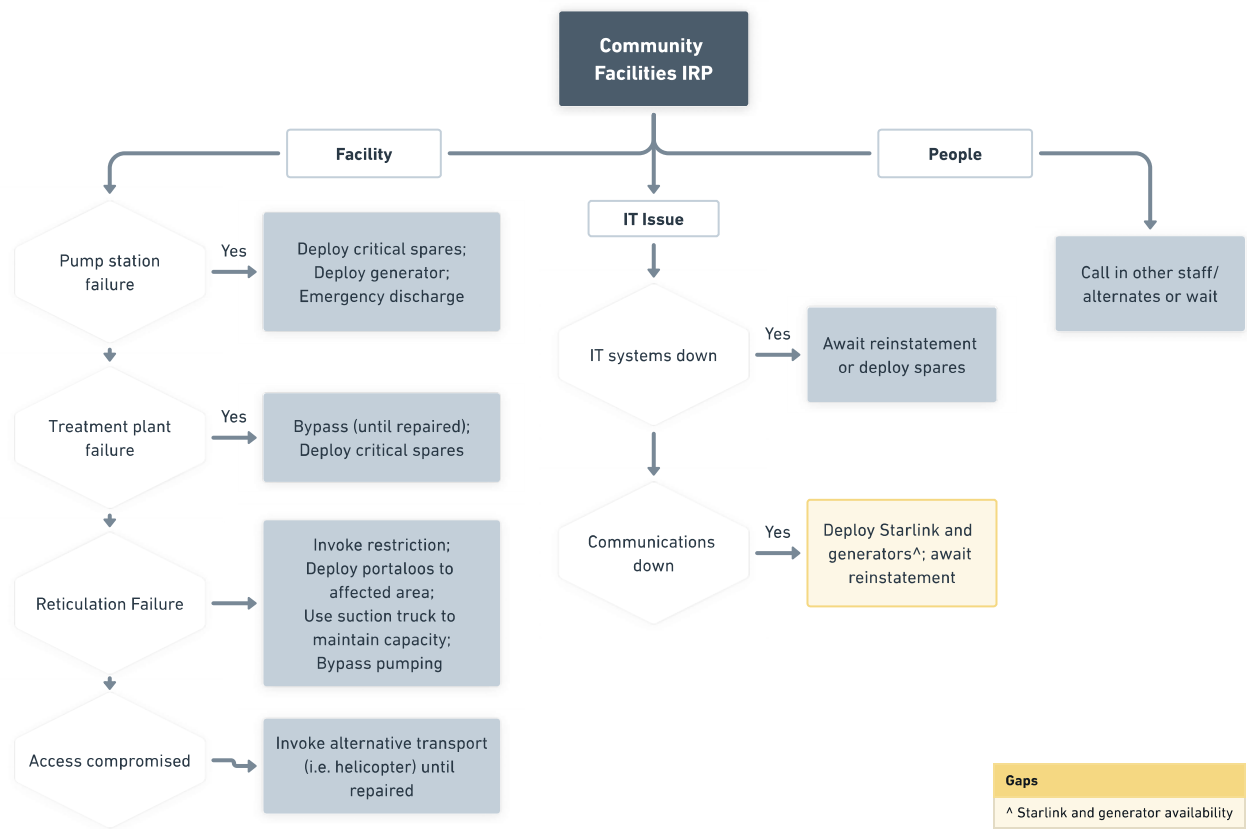 Community
Facilities IRP
Facility
People
IT Issue
Pump station
failure
Yes
Deploy critical spares;
Deploy generator;
Emergency discharge
Treatment plant
failure
Yes
Bypass (until repaired);
Deploy critical spares
Reticulation Failure
Invoke restriction;
Deploy portaloos to
affected area;
Use suction truck to
maintain capacity;
Bypass pumping
Access compromised
Invoke alternative transport
(i.e. helicopter) until
repaired
IT systems down
Yes
Await reinstatement
or deploy spares
Communications
down
Yes
Deploy Starlink and
generators^; await
reinstatement
Call in other staff/
alternates or wait
Gaps
^ Starlink and generator availability